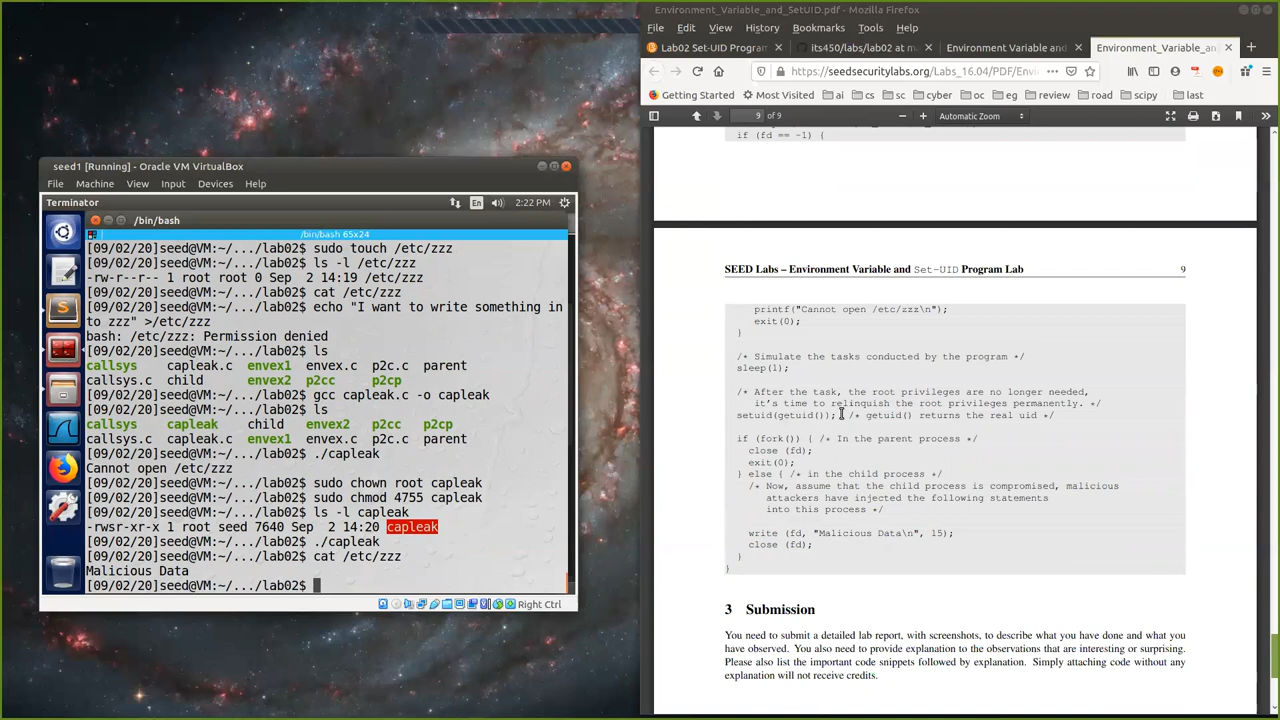 Environment_Variable_and_SetUID.pdf - Mozilla Firefox
File Edit View History Bookmarks Tools Help
Lab02 Set-UID Program
its450/labs/lab02 at m
Environment Variable and
Environment_Variable_an
https://seedsecuritylabs.org/Labs_16.04/PDF/Envi
Getting Started Most Visited ai cs sc cyber oc eg review road scipy last
9 of 9
Automatic Zoom
if (fd == -1) {
SEED Labs – Environment Variable and Set-UID Program Lab 9
printf("Cannot open /etc/zzz\n");
exit(0);
}
/* Simulate the tasks conducted by the program */
sleep(1);
/* After the task, the root privileges are no longer needed,
it's time to relinquish the root privileges permanently. */
setuid(getuid()); /* getuid() returns the real uid */
if (fork()) { /* In the parent process */
close (fd);
exit(0);
} else { /* in the child process */
/* Now, assume that the child process is compromised, malicious
attackers have injected the following statements
into this process */
write (fd, "Malicious Data\n", 15);
close (fd);
}
}
3 Submission
You need to submit a detailed lab report, with screenshots, to describe what you have done and what you
have observed. You also need to provide explanation to the observations that are interesting or surprising.
Please also list the important code snippets followed by explanation. Simply attaching code without any
explanation will not receive credits.
seed1 [Running] - Oracle VM VirtualBox
File Machine View Input Devices Help
Terminator
En
2:22 PM
/bin/bash
/bin/bash 65x24
[09/02/20]seed@VM:~/.../lab02$ sudo touch /etc/zzz
[09/02/20]seed@VM:~/.../lab02$ ls -l /etc/zzz
-rw-r--r-- 1 root root 0 Sep  2 14:19 /etc/zzz
[09/02/20]seed@VM:~/.../lab02$ cat /etc/zzz
[09/02/20]seed@VM:~/.../lab02$ echo "I want to write something in
to zzz" >/etc/zzz
bash: /etc/zzz: Permission denied
[09/02/20]seed@VM:~/.../lab02$ ls
callsys capleak.c envex1 envex.c p2c.c parent
callsys.c child envex2 p2cc p2cp
[09/02/20]seed@VM:~/.../lab02$ gcc capleak.c -o capleak
[09/02/20]seed@VM:~/.../lab02$ ls
callsys capleak child envex2 p2cc p2cp
callsys.c capleak.c envex1 envex.c p2c.c parent
[09/02/20]seed@VM:~/.../lab02$ ./capleak
Cannot open /etc/zzz
[09/02/20]seed@VM:~/.../lab02$ sudo chown root capleak
[09/02/20]seed@VM:~/.../lab02$ sudo chmod 4755 capleak
[09/02/20]seed@VM:~/.../lab02$ ls -l capleak
-rwsr-xr-x 1 root seed 7640 Sep  2 14:20 capleak
[09/02/20]seed@VM:~/.../lab02$ ./capleak
[09/02/20]seed@VM:~/.../lab02$ cat /etc/zzz
Malicious Data
[09/02/20]seed@VM:~/.../lab02$
Right Ctrl